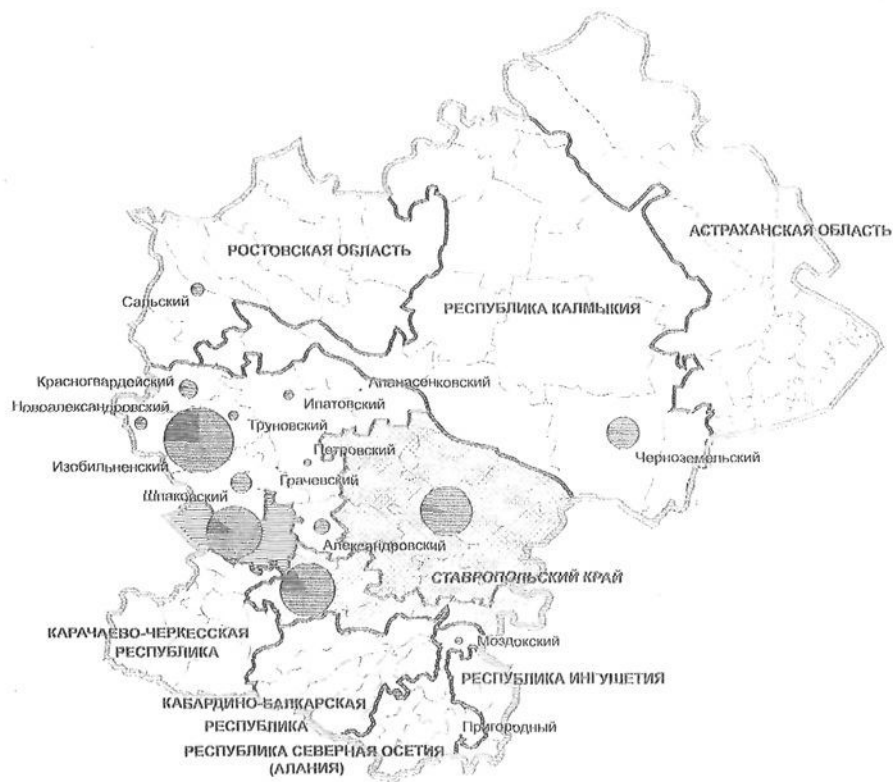 АСТРАХАНСКАЯ ОБЛАСТЬ
РОСТОВСКАЯ ОБЛАСТЬ
Сальский
РЕСПУБЛИКА КАЛМЫКИЯ
Красногвардейский
Апанасенковский
Ипатовский
Новоалександровский
Труновский
Черноземельский
Петровский
Изобильненский
Грачевский
Шпаковский
Александровский
СТАВРОПОЛЬСКИЙ КРАЙ
КАРАЧАЕВО-ЧЕРКЕССКАЯ
РЕСПУБЛИКА
Моздокский
РЕСПУБЛИКА ИНГУШЕТИЯ
КАБАРДИНО-БАЛКАРСКАЯ
РЕСПУБЛИКА
Пригородный
РЕСПУБЛИКА СЕВЕРНАЯ ОСЕТИЯ
(АЛАНИЯ)